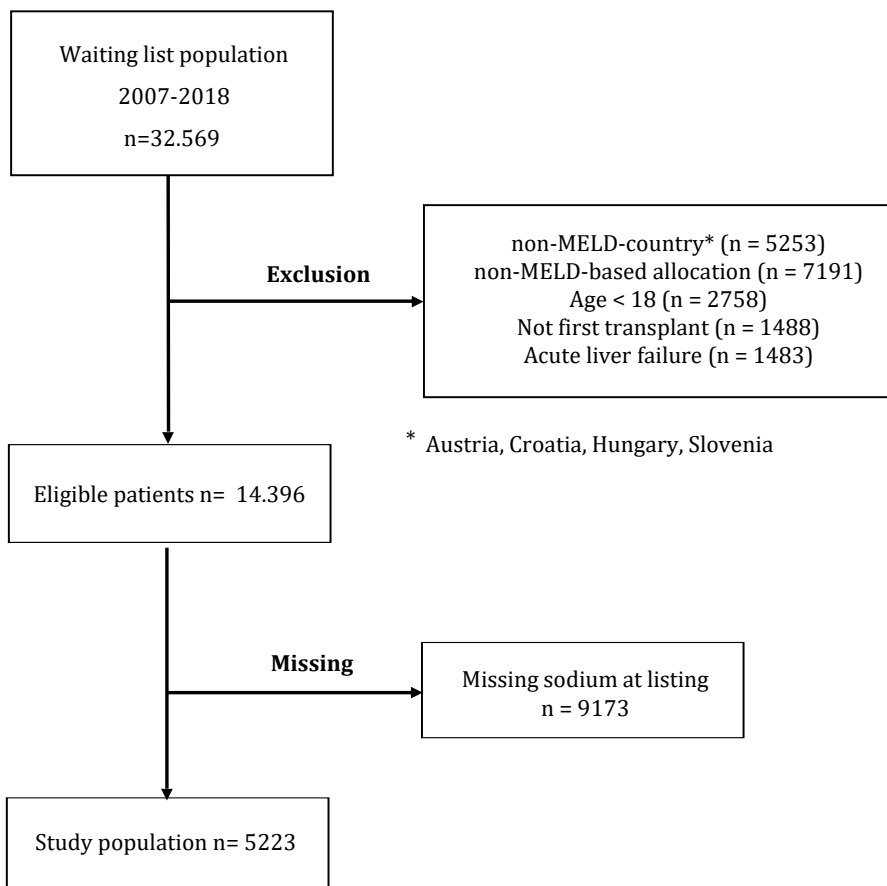 Waiting list population
2007-2018
n=32.569
Exclusion
non-MELD-country* (n = 5253)
non-MELD-based allocation (n = 7191)
Age < 18 (n = 2758)
Not first transplant (n = 1488)
Acute liver failure (n = 1483)
* Austria, Croatia, Hungary, Slovenia
Eligible patients n= 14.396
Missing
Missing sodium at listing
n = 9173
Study population n= 5223